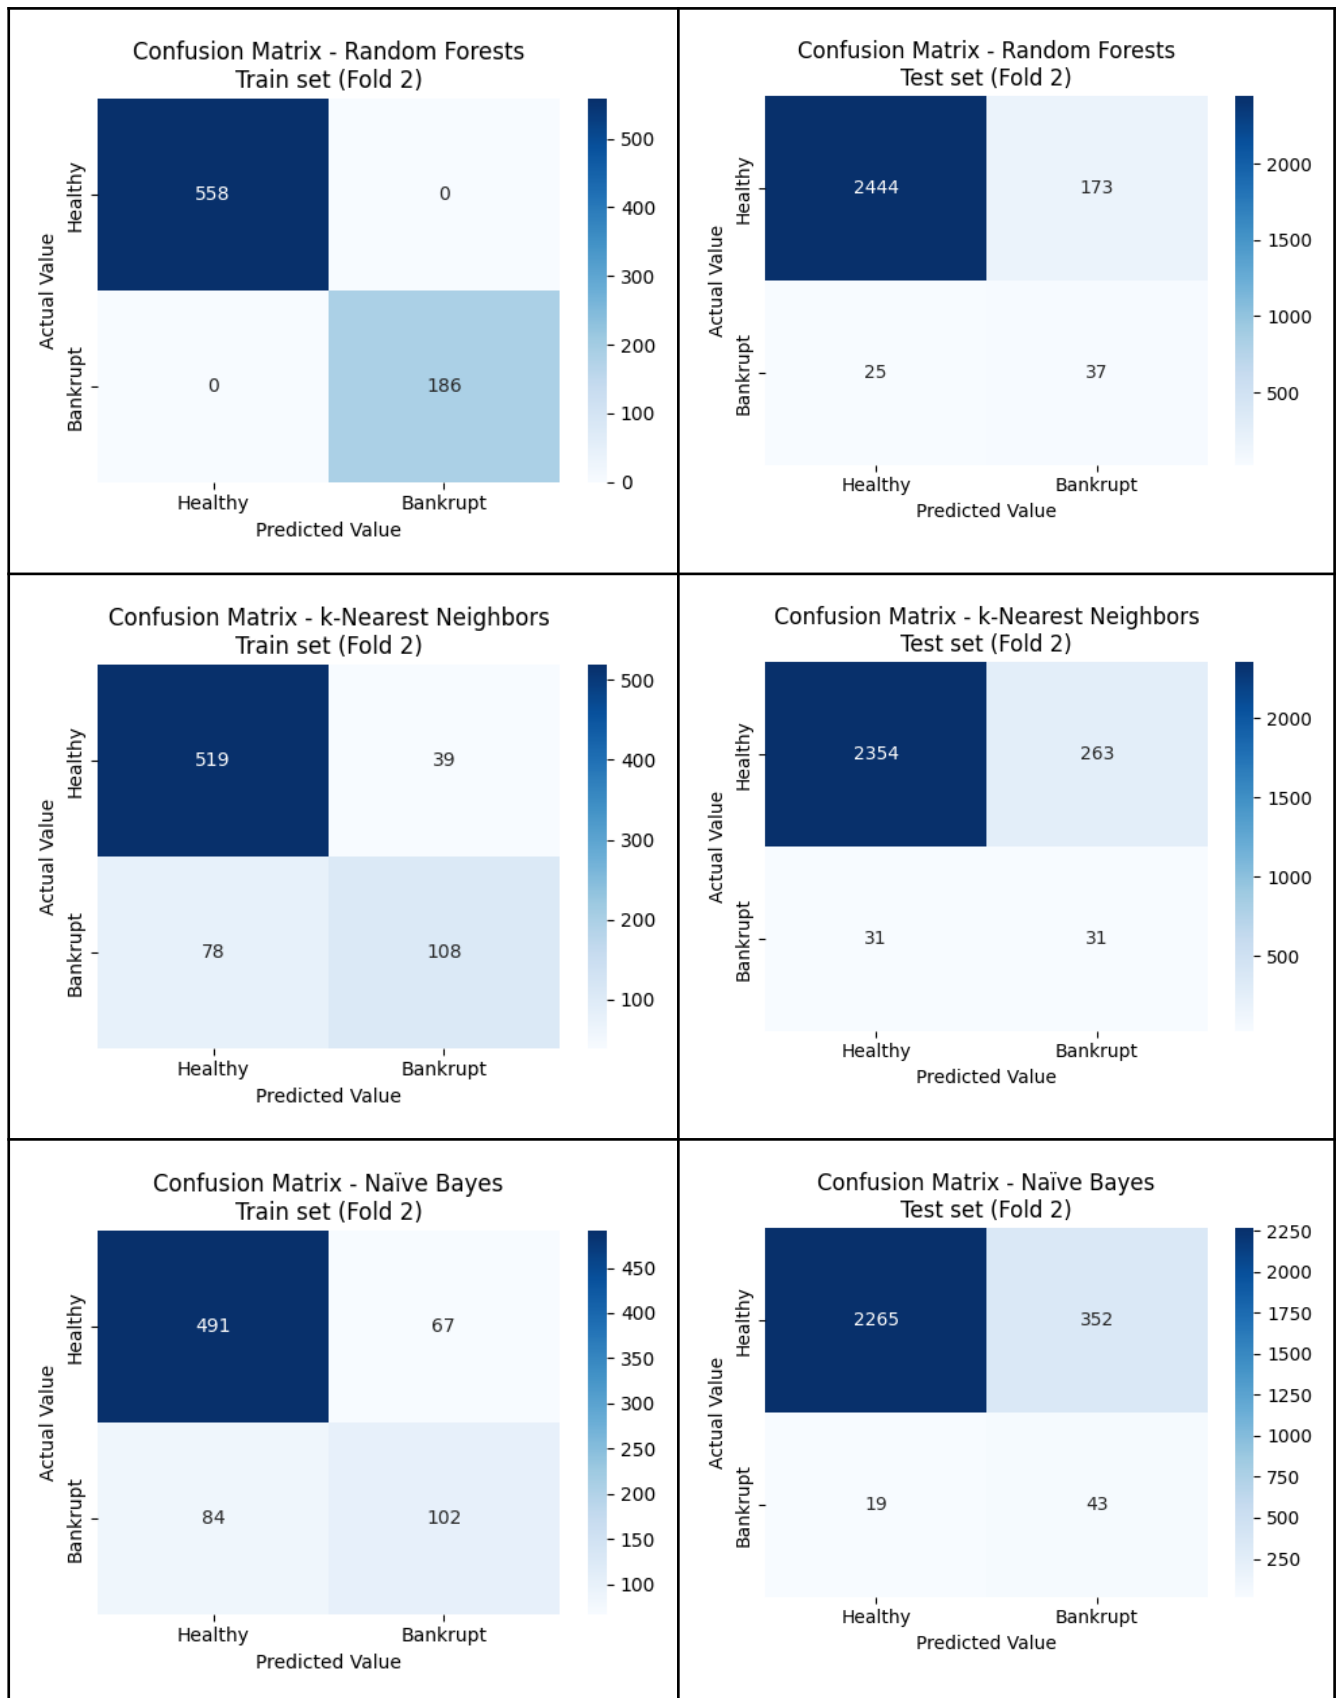 Confusion Matrix - Random Forests
Train set (Fold 2)
Actual Value
Healthy
Bankrupt
558 0
0 186
Healthy Bankrupt
Predicted Value
500
400
300
200
100
0
Confusion Matrix - Random Forests
Test set (Fold 2)
Actual Value
Healthy
Bankrupt
2444 173
25 37
Healthy Bankrupt
Predicted Value
2000
1500
1000
500
Confusion Matrix - k-Nearest Neighbors
Train set (Fold 2)
Actual Value
Healthy
Bankrupt
519 39
78 108
Healthy Bankrupt
Predicted Value
500
400
300
200
100
Confusion Matrix - k-Nearest Neighbors
Test set (Fold 2)
Actual Value
Healthy
Bankrupt
2354 263
31 31
Healthy Bankrupt
Predicted Value
2000
1500
1000
500
Confusion Matrix - Naïve Bayes
Train set (Fold 2)
Actual Value
Healthy
Bankrupt
491 67
84 102
Healthy Bankrupt
Predicted Value
450
400
350
300
250
200
150
100
Confusion Matrix - Naïve Bayes
Test set (Fold 2)
Actual Value
Healthy
Bankrupt
2265 352
19 43
Healthy Bankrupt
Predicted Value
2250
2000
1750
1500
1250
1000
750
500
250